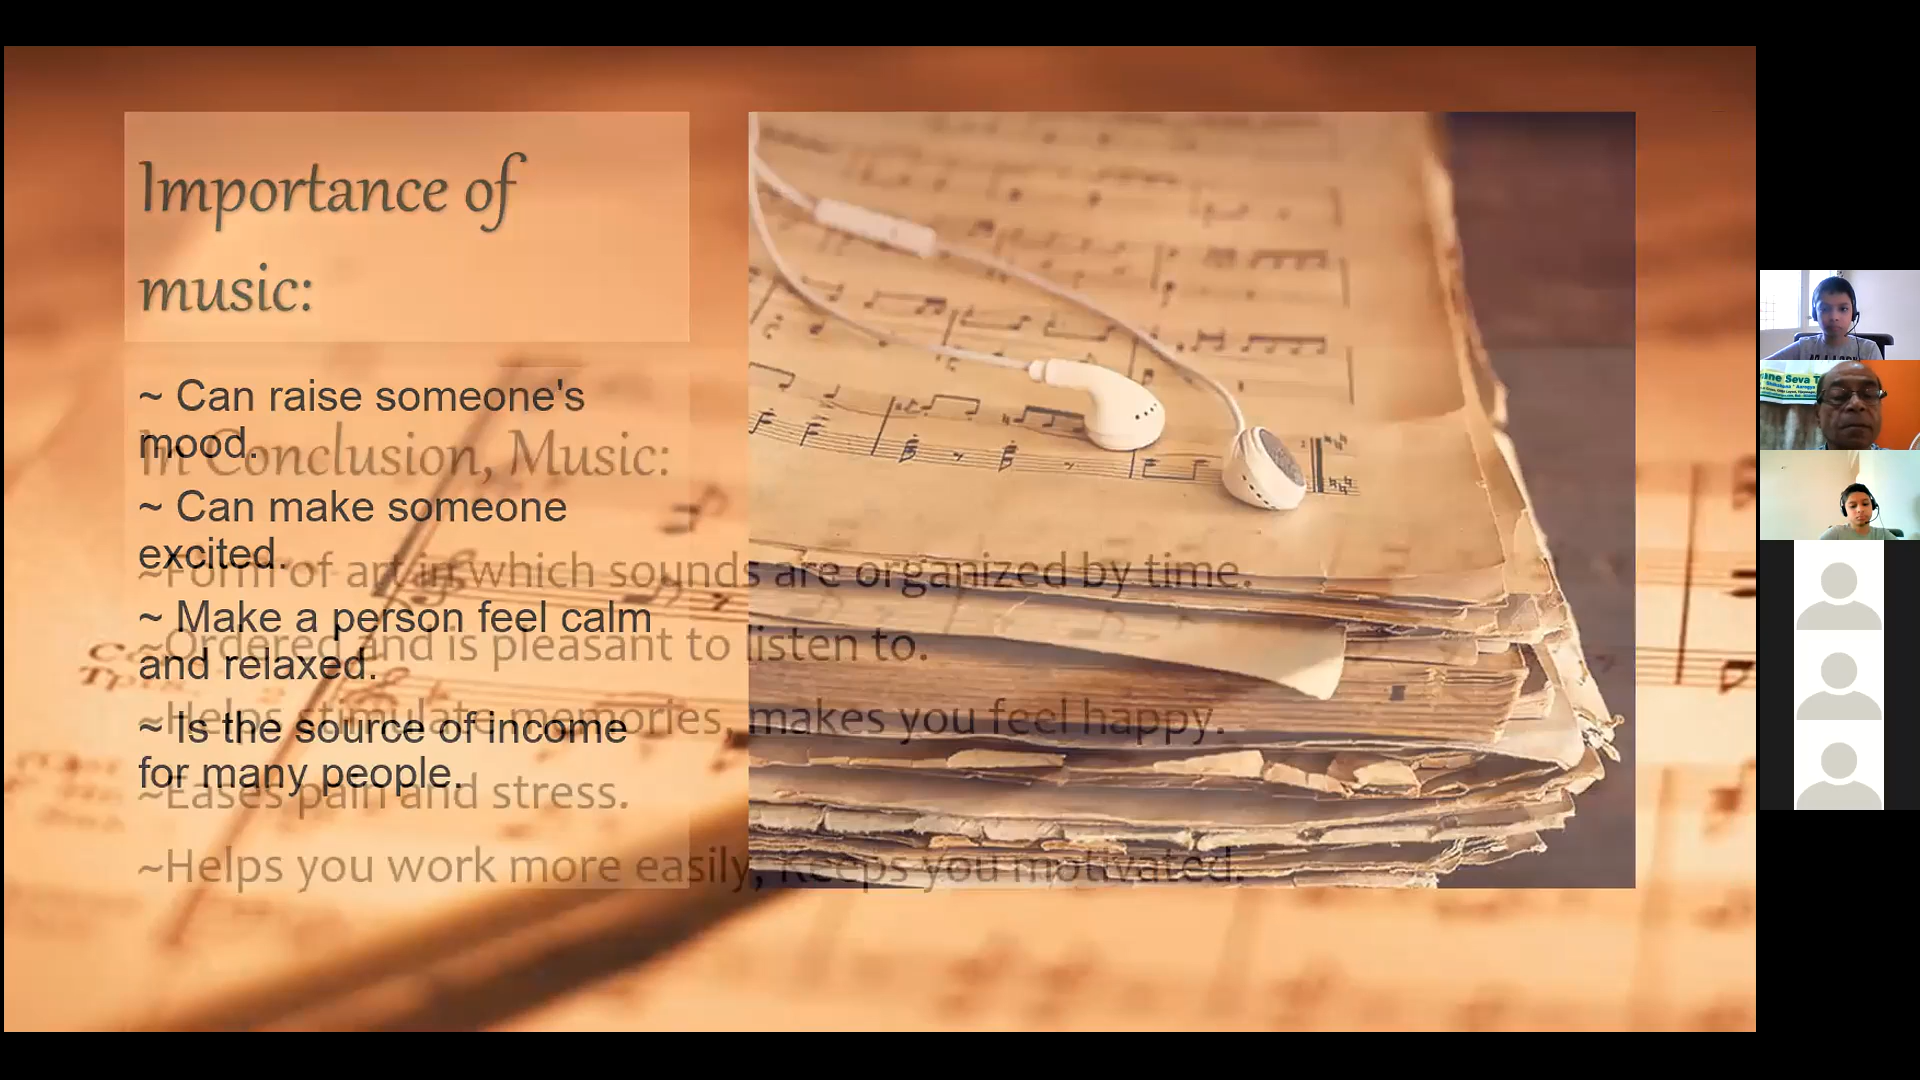 Importance of
music:
~ Can raise someone's
mood.
~ Can make someone
excited.
~ Make a person feel calm
and relaxed.
~ Is the source of income
for many people.
In Conclusion, Music:
~Form of art in which sounds are organized by time.
~Ordered and is pleasant to listen to.
~Helps stimulate memories, makes you feel happy.
~Eases pain and stress.
~Helps you work more easily, Keeps you motivated.
ne Seva T